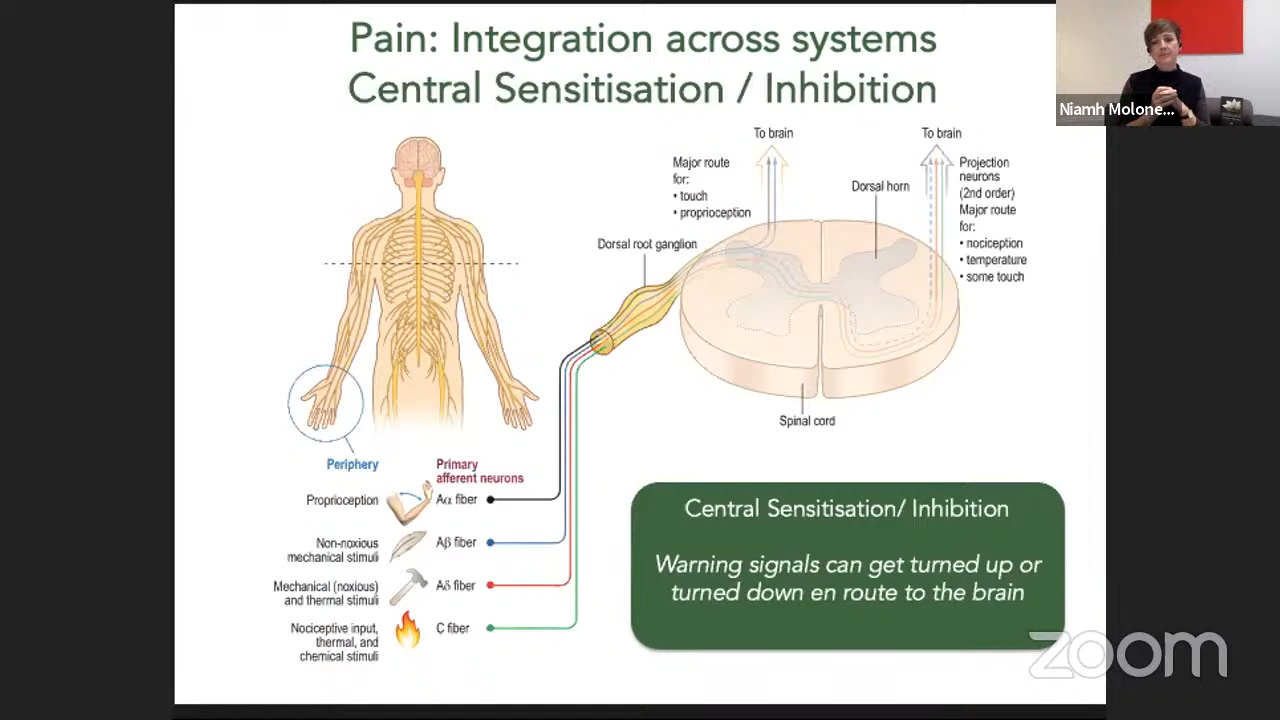 Pain: Integration across systems
Central Sensitisation / Inhibition
Niamh Molone...
To brain
To brain
Major route
for:
• touch
• proprioception
Dorsal horn
Projection
neurons
(2nd order)
Major route
for:
• nociception
• temperature
• some touch
Dorsal root ganglion
Spinal cord
Periphery
Primary
afferent neurons
Proprioception
Aα fiber
Non-noxious
mechanical stimuli
Aβ fiber
Mechanical (noxious)
and thermal stimuli
Aδ fiber
Nociceptive input,
thermal, and
chemical stimuli
C fiber
Central Sensitisation/ Inhibition
Warning signals can get turned up or
turned down en route to the brain
zoom